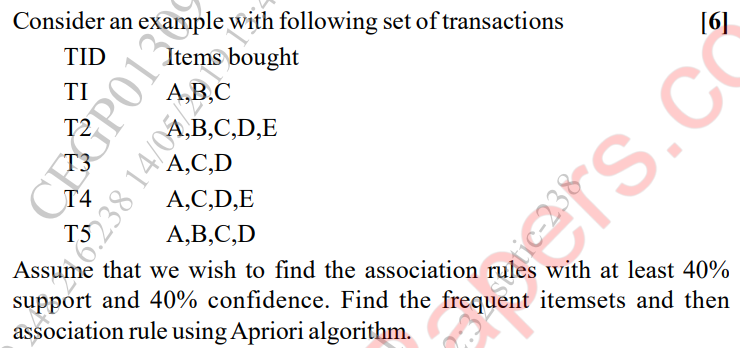 Consider an example with following set of transactions [6]
TID Items bought
TI A,B,C
T2 A,B,C,D,E
T3 A,C,D
T4 A,C,D,E
T5 A,B,C,D
Assume that we wish to find the association rules with at least 40%
support and 40% confidence. Find the frequent itemsets and then
association rule using Apriori algorithm.